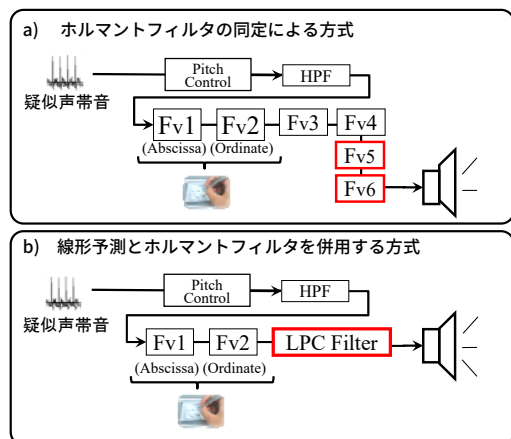 a) ホルマントフィルタの同定による方式
疑似声帯音
Pitch
Control
HPF
Fv1
Fv2
Fv3
Fv4
(Abscissa)
(Ordinate)
Fv5
Fv6
b) 線形予測とホルマントフィルタを併用する方式
疑似声帯音
Pitch
Control
HPF
Fv1
Fv2
LPC Filter
(Abscissa)
(Ordinate)